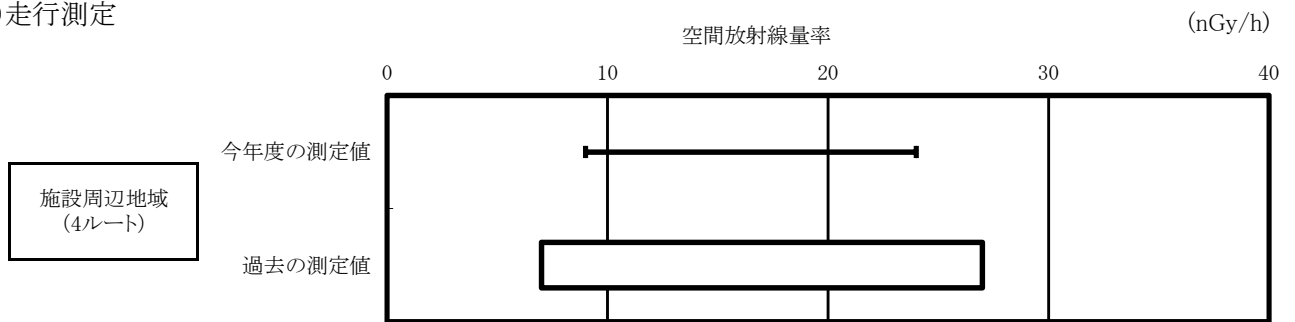 走行測定
(nGy/h)
空間放射線量率
0 10 20 30 40
今年度の測定値
施設周辺地域
(4ルート)
過去の測定値